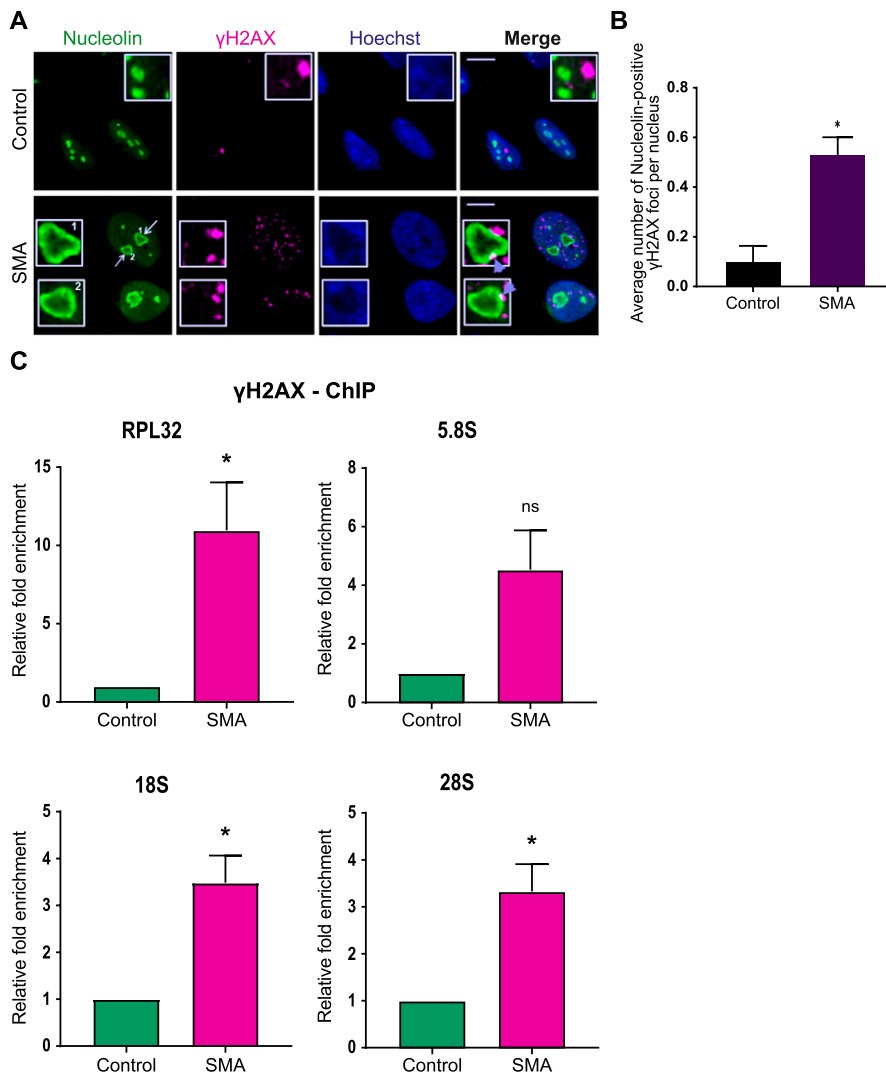 A
Nucleolin γH2AX Hoechst Merge
Control
SMA
1
1
2
2
B
Average number of Nucleolin-positive
γH2AX foci per nucleus
0.8
0.6
0.4
0.2
0.0
*
Control SMA
C
γH2AX - ChIP
RPL32
Relative fold enrichment
15
10
5
0
*
Control SMA
5.8S
Relative fold enrichment
8
6
4
2
0
ns
Control SMA
18S
Relative fold enrichment
5
4
3
2
1
0
*
Control SMA
28S
Relative fold enrichment
5
4
3
2
1
0
*
Control SMA